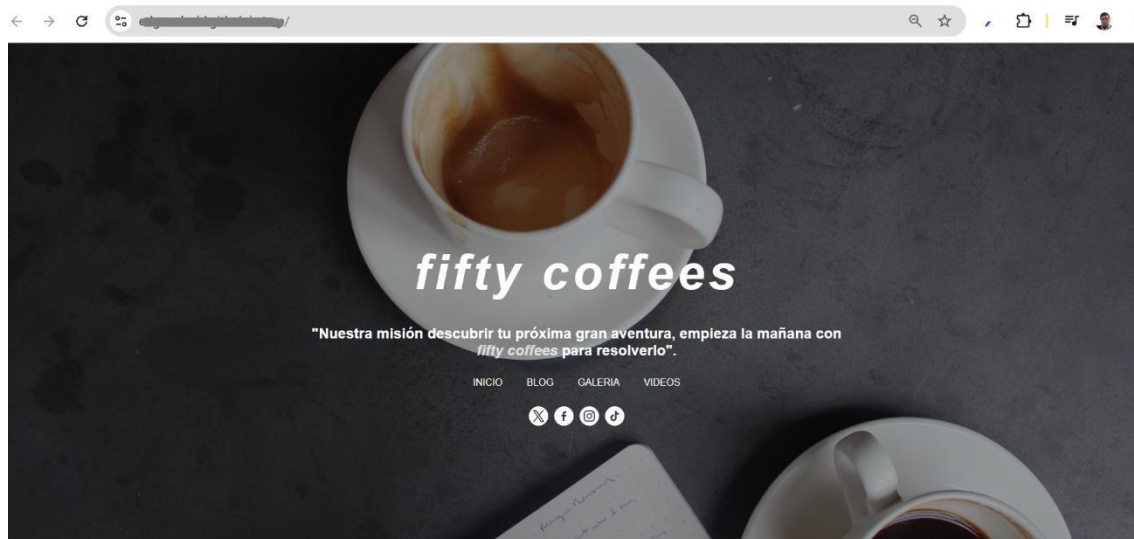 fifty coffees
"Nuestra misión descubrir tu próxima gran aventura, empieza la mañana con
fifty coffees para resolverlo".
INICIO BLOG GALERIA VIDEOS